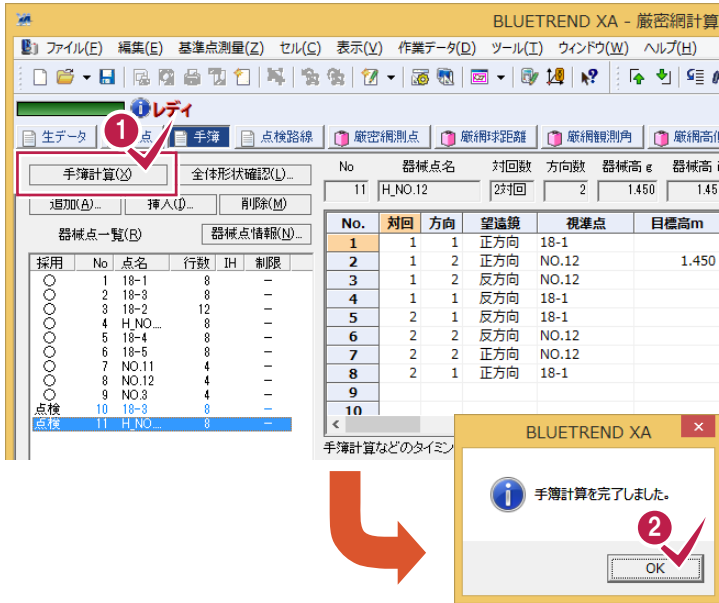 BLUETREND XA - 厳密網計算
ファイル(F) 編集(E) 基準点測量(Z) セル(C) 表示(V) 作業データ(D) ツール(T) ウィンドウ(W) ヘルプ(H)
レディ
生データ 点 手簿 点検路線 厳密網測点 厳網球距離 厳網観測角 厳網高低
1
手簿計算(X) 全体形状確認(L)...
追加(A)... 挿入(I)... 削除(M)
器械点一覧(R) 器械点情報(N)...
No 器械点名 対回数 方向数 器械高 g 器械高 i
11 H_NO.12 2対回 2 1.450 1.45
採用 No 点名 行数 IH 制限
○ 1 18-1 8 −
○ 2 18-3 8 −
○ 3 18-2 12 −
○ 4 H_NO.... 8 −
○ 5 18-4 8 −
○ 6 18-5 8 −
○ 7 NO.11 4 −
○ 8 NO.12 4 −
○ 9 NO.3 4 −
点検 10 18-3 8 −
点検 11 H_NO.... 8 −
No. 対回 方向 望遠鏡 視準点 目標高m
1 1 1 正方向 18-1
2 1 2 正方向 NO.12 1.450
3 1 2 反方向 NO.12
4 1 1 反方向 18-1
5 2 1 反方向 18-1
6 2 2 反方向 NO.12
7 2 2 正方向 NO.12
8 2 1 正方向 18-1
9
10
手簿計算などのタイミン
BLUETREND XA
手簿計算を完了しました。
2
OK